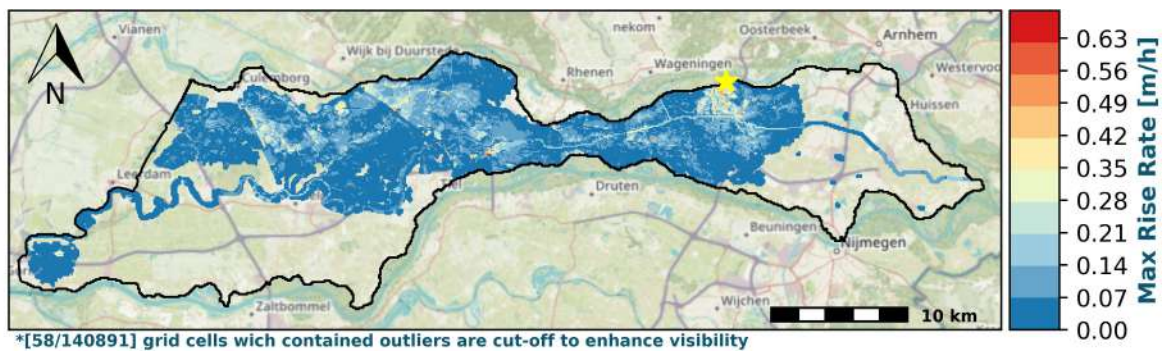 nekom
Oosterbeek
Arnhem
Vianen
Wijk bij Duurstede
Wageningen
Rhenen
Westervoo
Culemborg
Huissen
N
Leerdam
Tiel
Druten
Beuningen
Nijmegen
Gor
Zaltbommel
Wijchen
10 km
0.63
0.56
0.49
0.42
0.35
0.28
0.21
0.14
0.07
0.00
Max Rise Rate [m/h]
*[58/140891] grid cells wich contained outliers are cut-off to enhance visibility